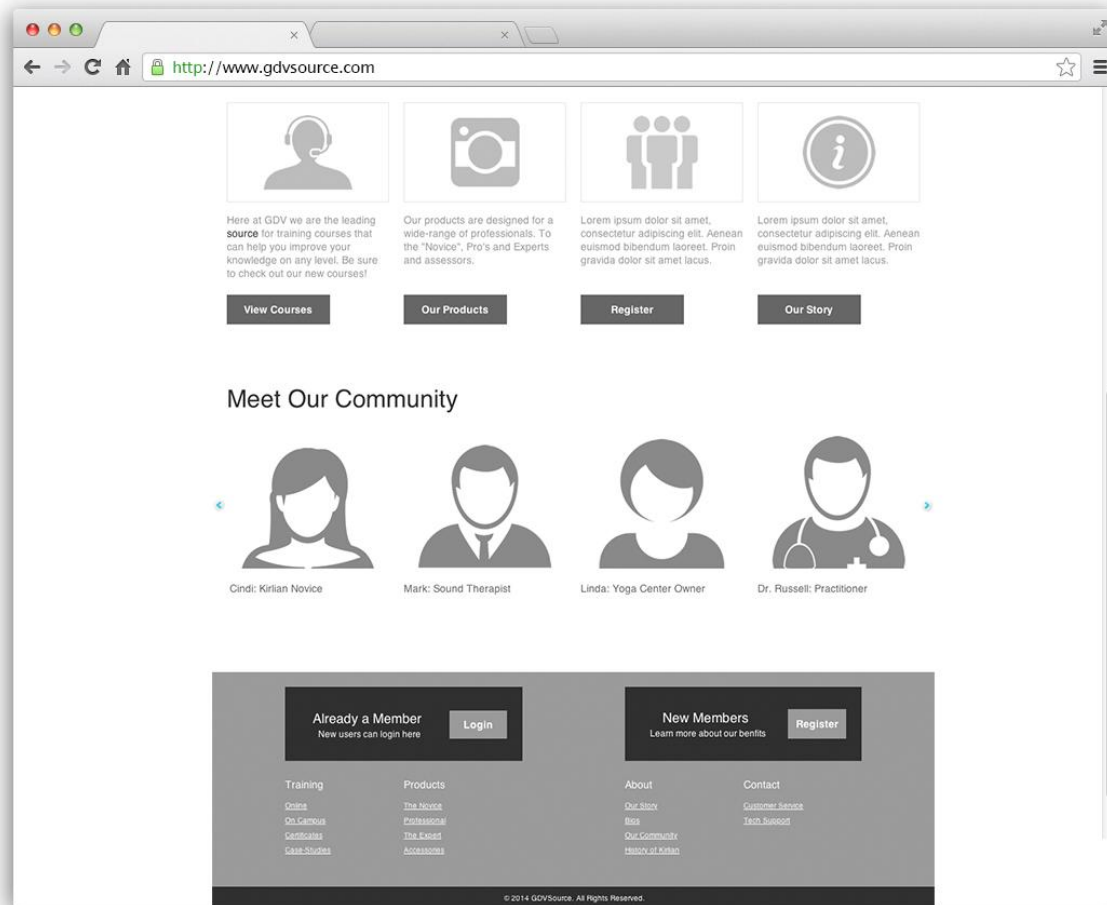 http://www.gdvsource.com
Here at GDV we are the leading
source for training courses that
can help you improve your
knowledge on any level. Be sure
to check out our new courses!
Our products are designed for a
wide-range of professionals. To
the "Novice", Pro's and Experts
and assessors.
Lorem ipsum dolor sit amet,
consectetur adipiscing elit. Aenean
euismod bibendum laoreet. Proin
gravida dolor sit amet lacus.
Lorem ipsum dolor sit amet,
consectetur adipiscing elit. Aenean
euismod bibendum laoreet. Proin
gravida dolor sit amet lacus.
View Courses
Our Products
Register
Our Story
Meet Our Community
Cindi: Kirlian Novice
Mark: Sound Therapist
Linda: Yoga Center Owner
Dr. Russell: Practitioner
Already a Member
New users can login here
Login
New Members
Learn more about our benfits
Register
Training
Online
On Campus
Certificates
Case-Studies
Products
The Novice
Professional
The Expert
Accessories
About
Our Story
Bios
Our Community
History of Kirlian
Contact
Customer Service
Tech Support
© 2014 GDVSource. All Rights Reserved.